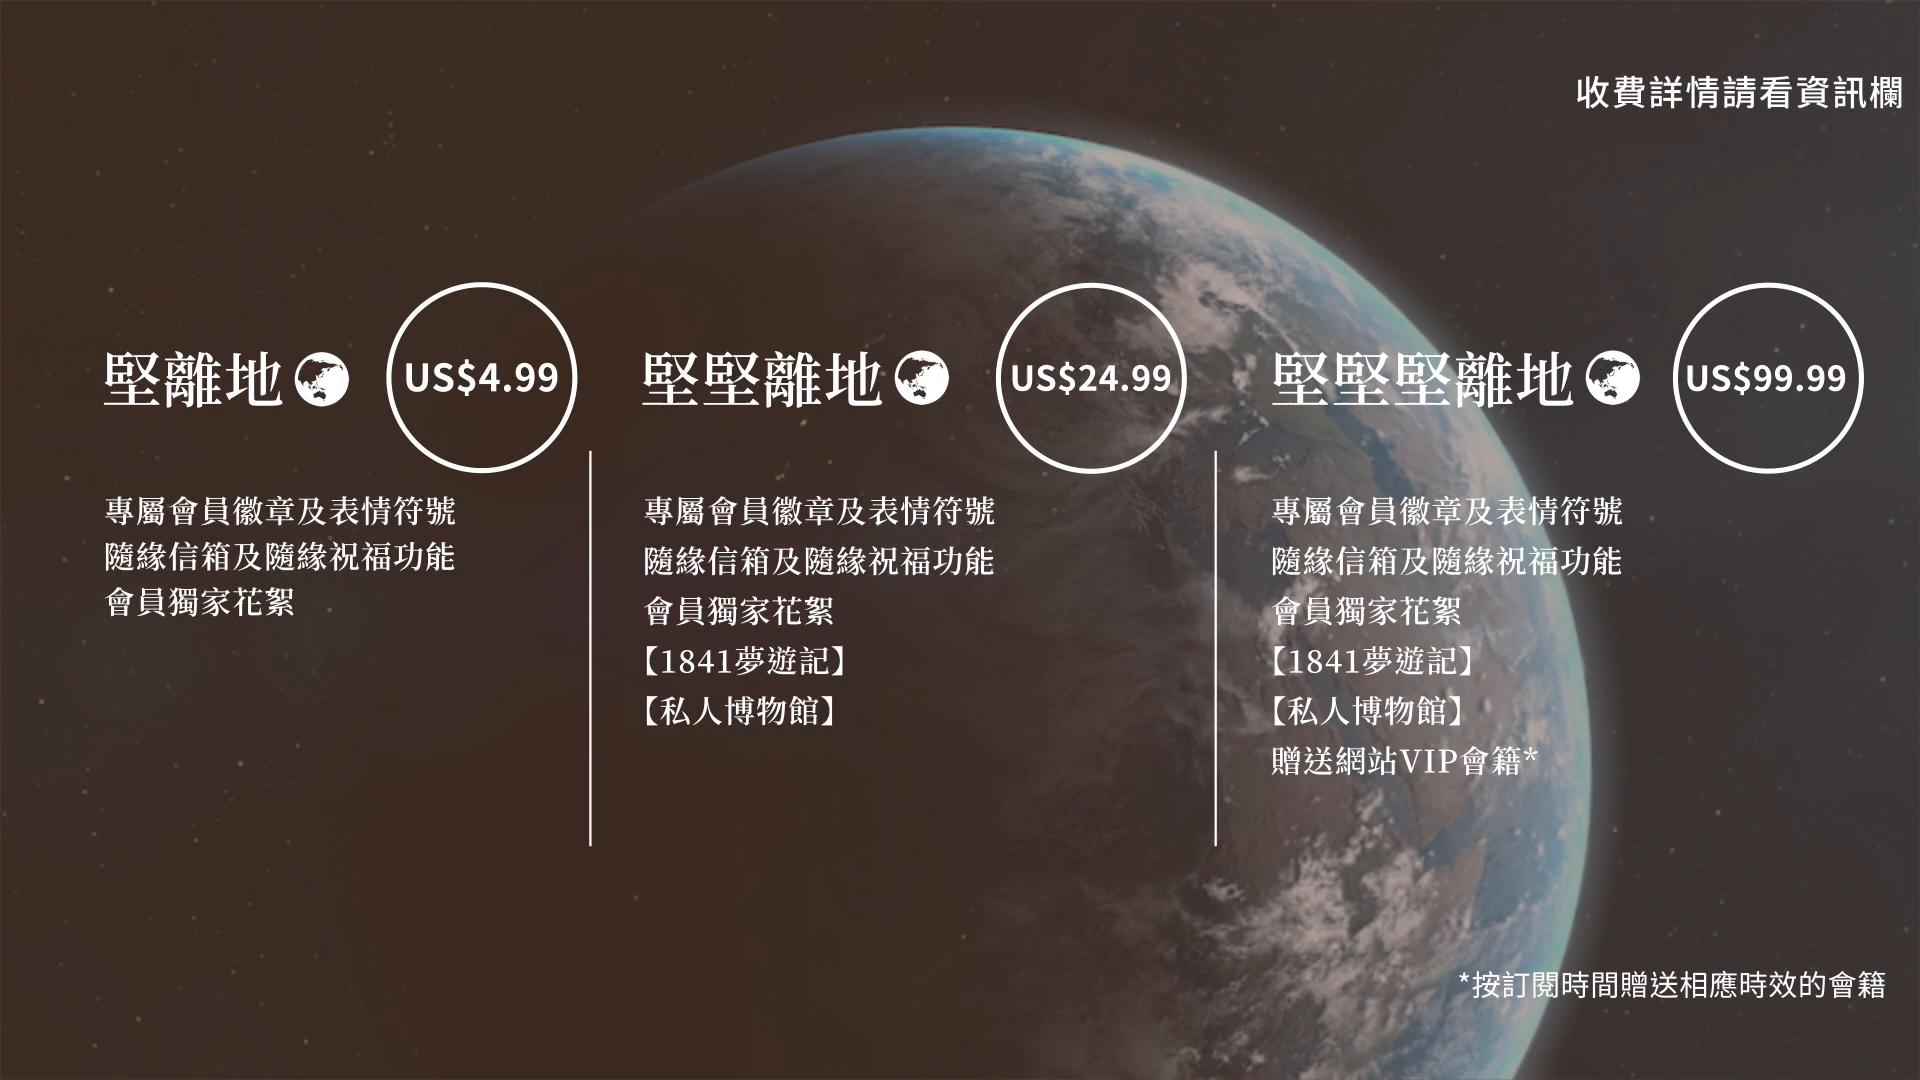 收費詳情請看資訊欄
堅離地
US$4.99
專屬會員徽章及表情符號
隨緣信箱及隨緣祝福功能
會員獨家花絮
堅堅離地
US$24.99
專屬會員徽章及表情符號
隨緣信箱及隨緣祝福功能
會員獨家花絮
【1841夢遊記】
【私人博物館】
堅堅堅離地
US$99.99
專屬會員徽章及表情符號
隨緣信箱及隨緣祝福功能
會員獨家花絮
【1841夢遊記】
【私人博物館】
贈送網站VIP會籍*
*按訂閱時間贈送相應時效的會籍